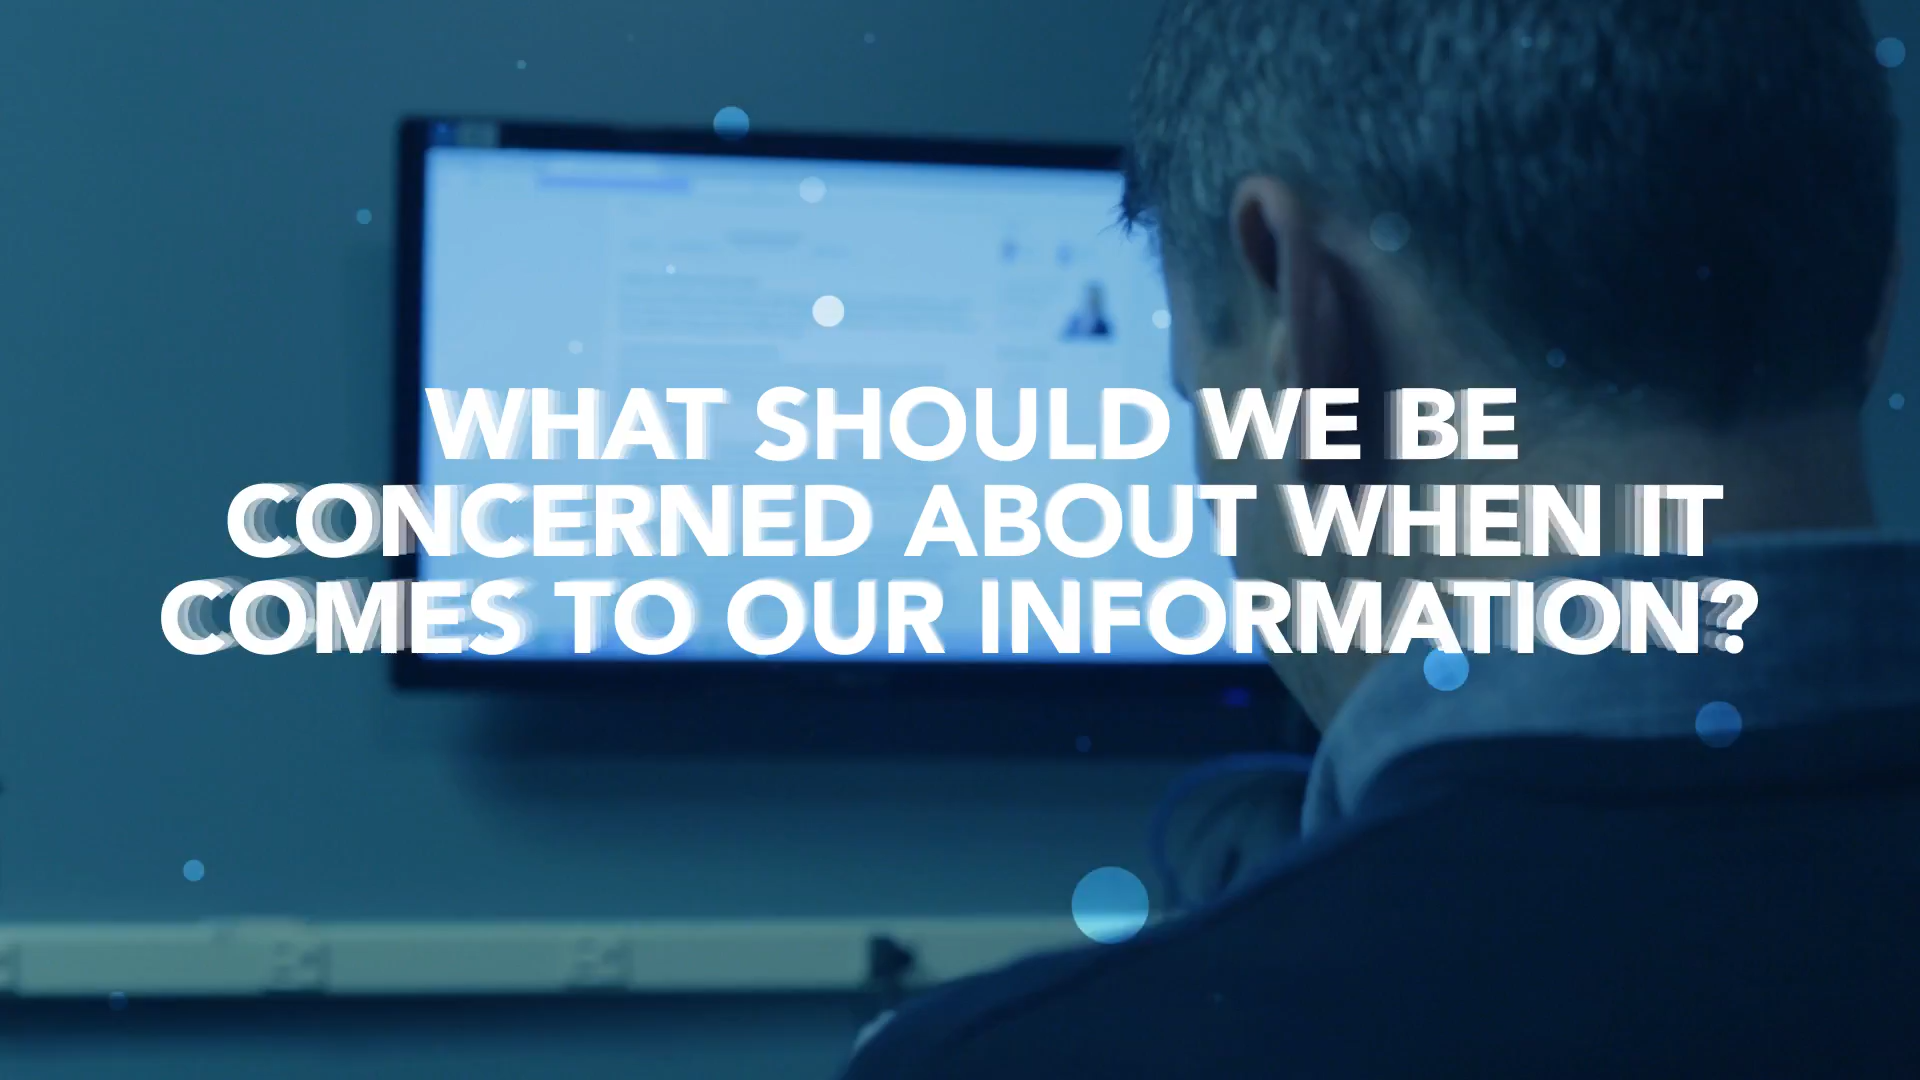 WHAT SHOULD WE BE
CONCERNED ABOUT WHEN IT
COMES TO OUR INFORMATION?